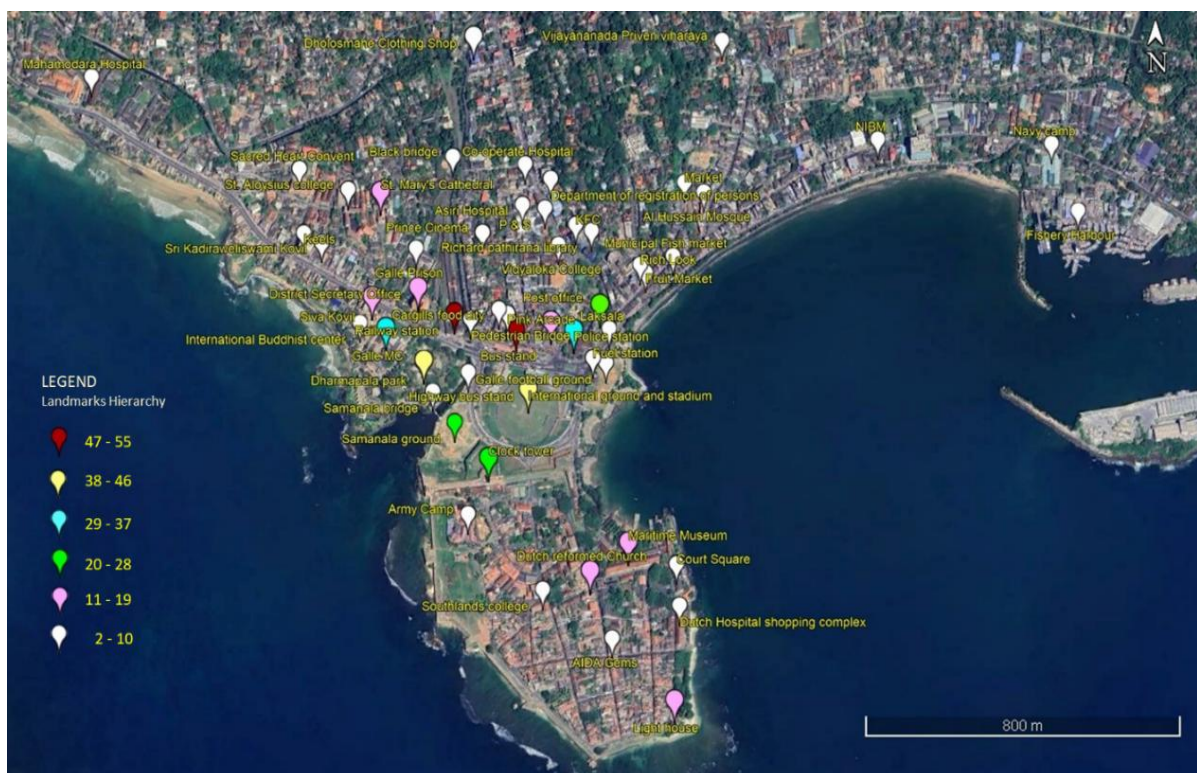 Dholosmahe Clothing Shop
Vijayananada Priven viharaya
N
Mahamodara Hospital
NIBM
Navy camp
Black bridge
Co-operate Hospital
Sacred Heart Convent
St. Aloysius college
St. Mary's Cathedral
Market
Department of registration of persons
Asiri Hospital
P & S
KFC
Al Hussain Mosque
Fishery Harbour
Prince Cinema
Keels
Sri Kadiraweliswami Kovil
Richard pathirana library
Municipal Fish market
Rich Look
Vidyaloka College
Fruit Market
Galle Prison
District Secretary Office
Post office
Siva Kovil
Cargills food city
Pink Arcade
Laksala
Railway station
Pedestrian Bridge
Police station
International Buddhist center
Galle MC
Bus stand
Fuel station
LEGEND
Landmarks Hierarchy
Dharmapala park
Galle football ground
Highway bus stand
International ground and stadium
Samanala bridge
47 - 55
Samanala ground
Clock tower
38 - 46
Army Camp
29 - 37
Maritime Museum
20 - 28
Dutch reformed Church
Court Square
11 - 19
Southlands college
Dutch Hospital shopping complex
2 - 10
AIDA Gems
Light house
800 m